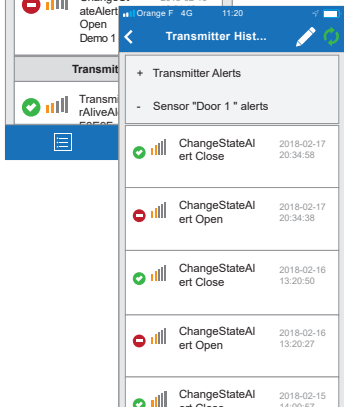 ateAlert
Open
Demo 1
Transmit
Transmi
rAliveAl
Orange F 4G 11:20
Transmitter Hist...
+ Transmitter Alerts
- Sensor "Door 1 " alerts
ChangeStateAl
ert Close
2018-02-17
20:34:58
ChangeStateAl
ert Open
2018-02-17
20:34:38
ChangeStateAl
ert Close
2018-02-16
13:20:50
ChangeStateAl
ert Open
2018-02-16
13:20:27
ChangeStateAl
ert Close
2018-02-15